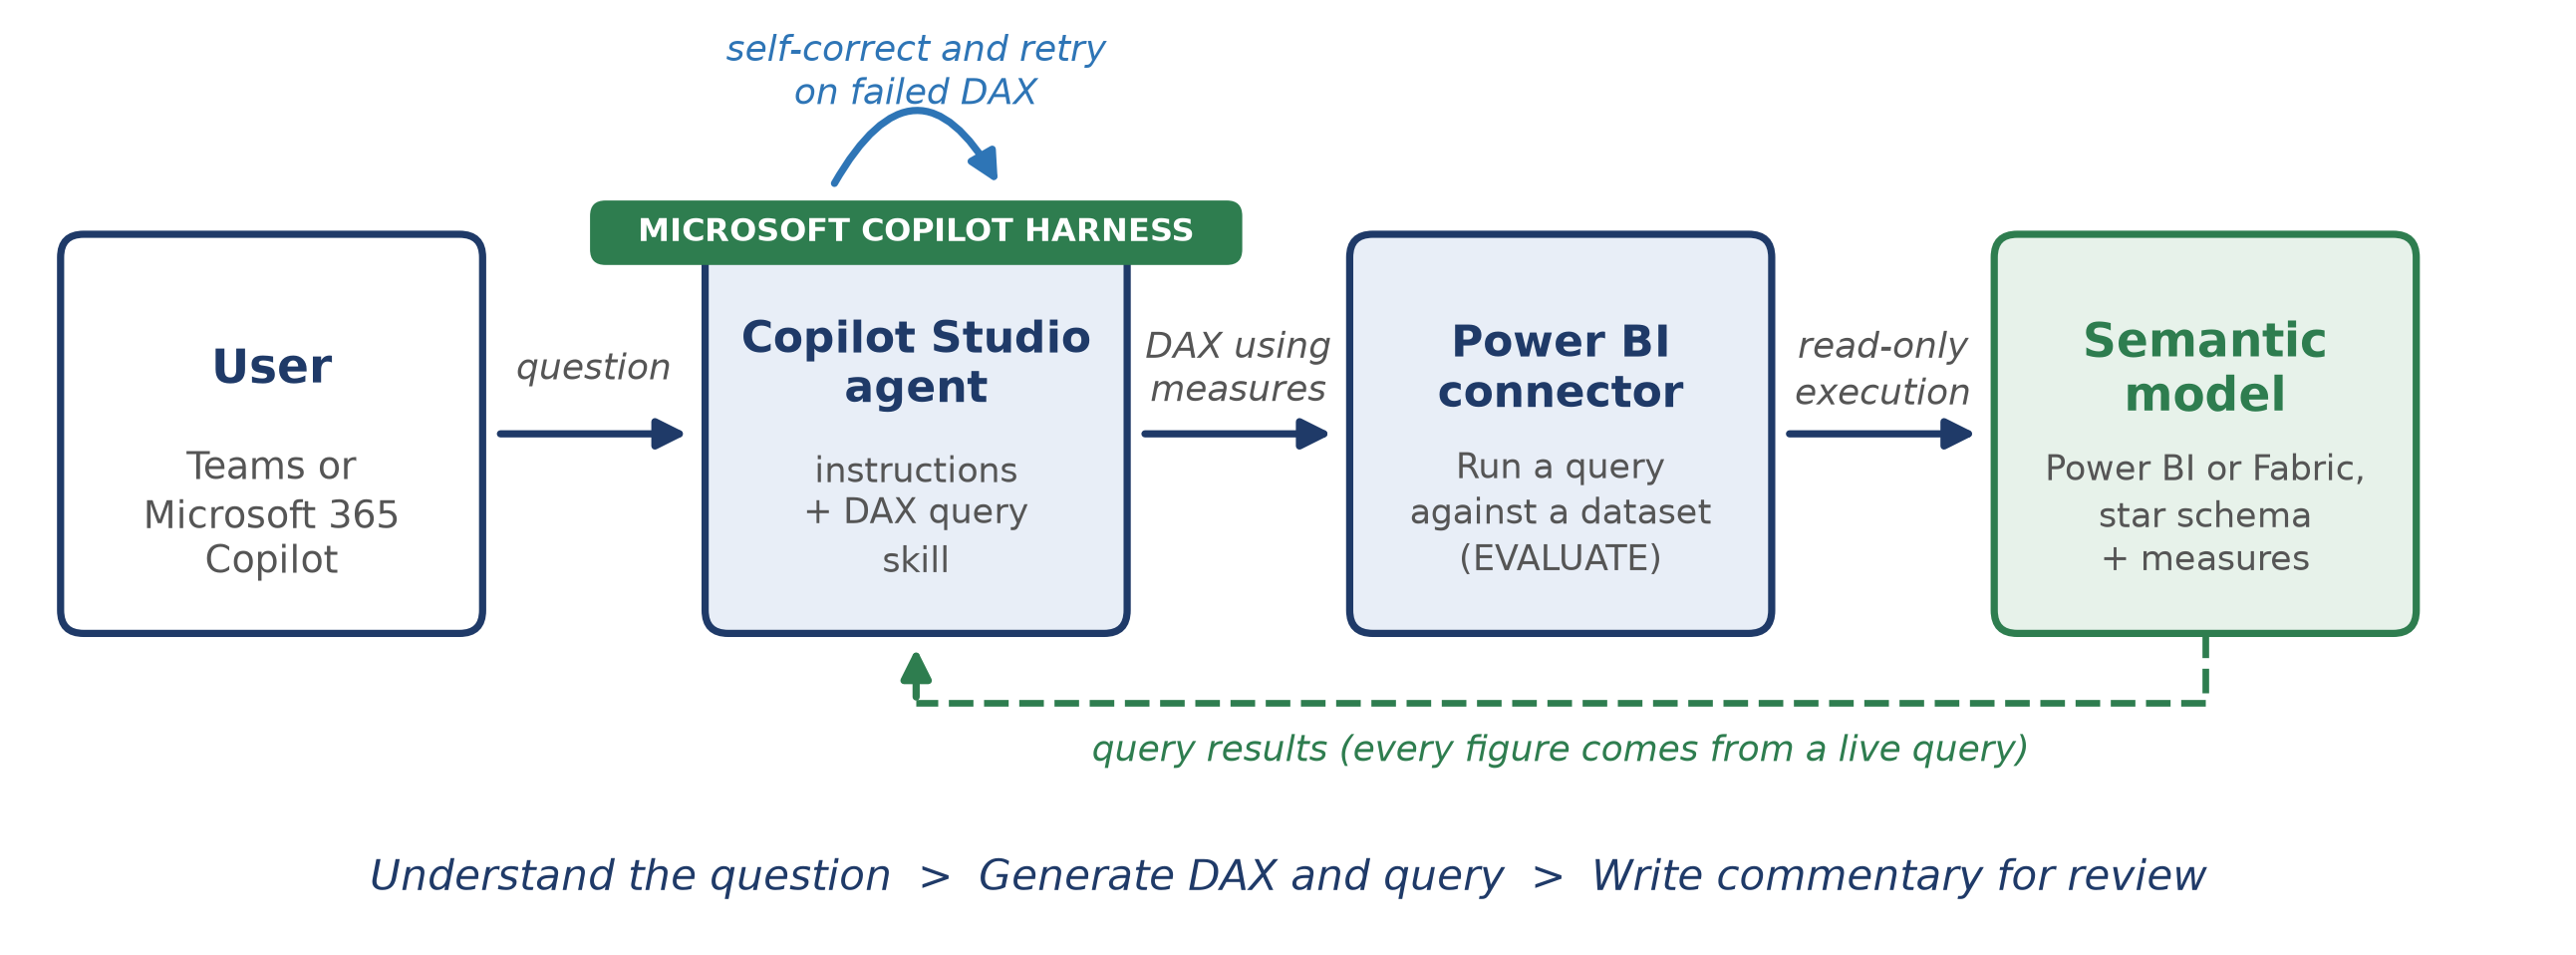 self-correct and retry
on failed DAX
MICROSOFT COPILOT HARNESS
User
Teams or
Microsoft 365
Copilot
question
Copilot Studio
agent
instructions
+ DAX query
skill
DAX using
measures
Power BI
connector
Run a query
against a dataset
(EVALUATE)
read-only
execution
Semantic
model
Power BI or Fabric,
star schema
+ measures
query results (every figure comes from a live query)
Understand the question > Generate DAX and query > Write commentary for review